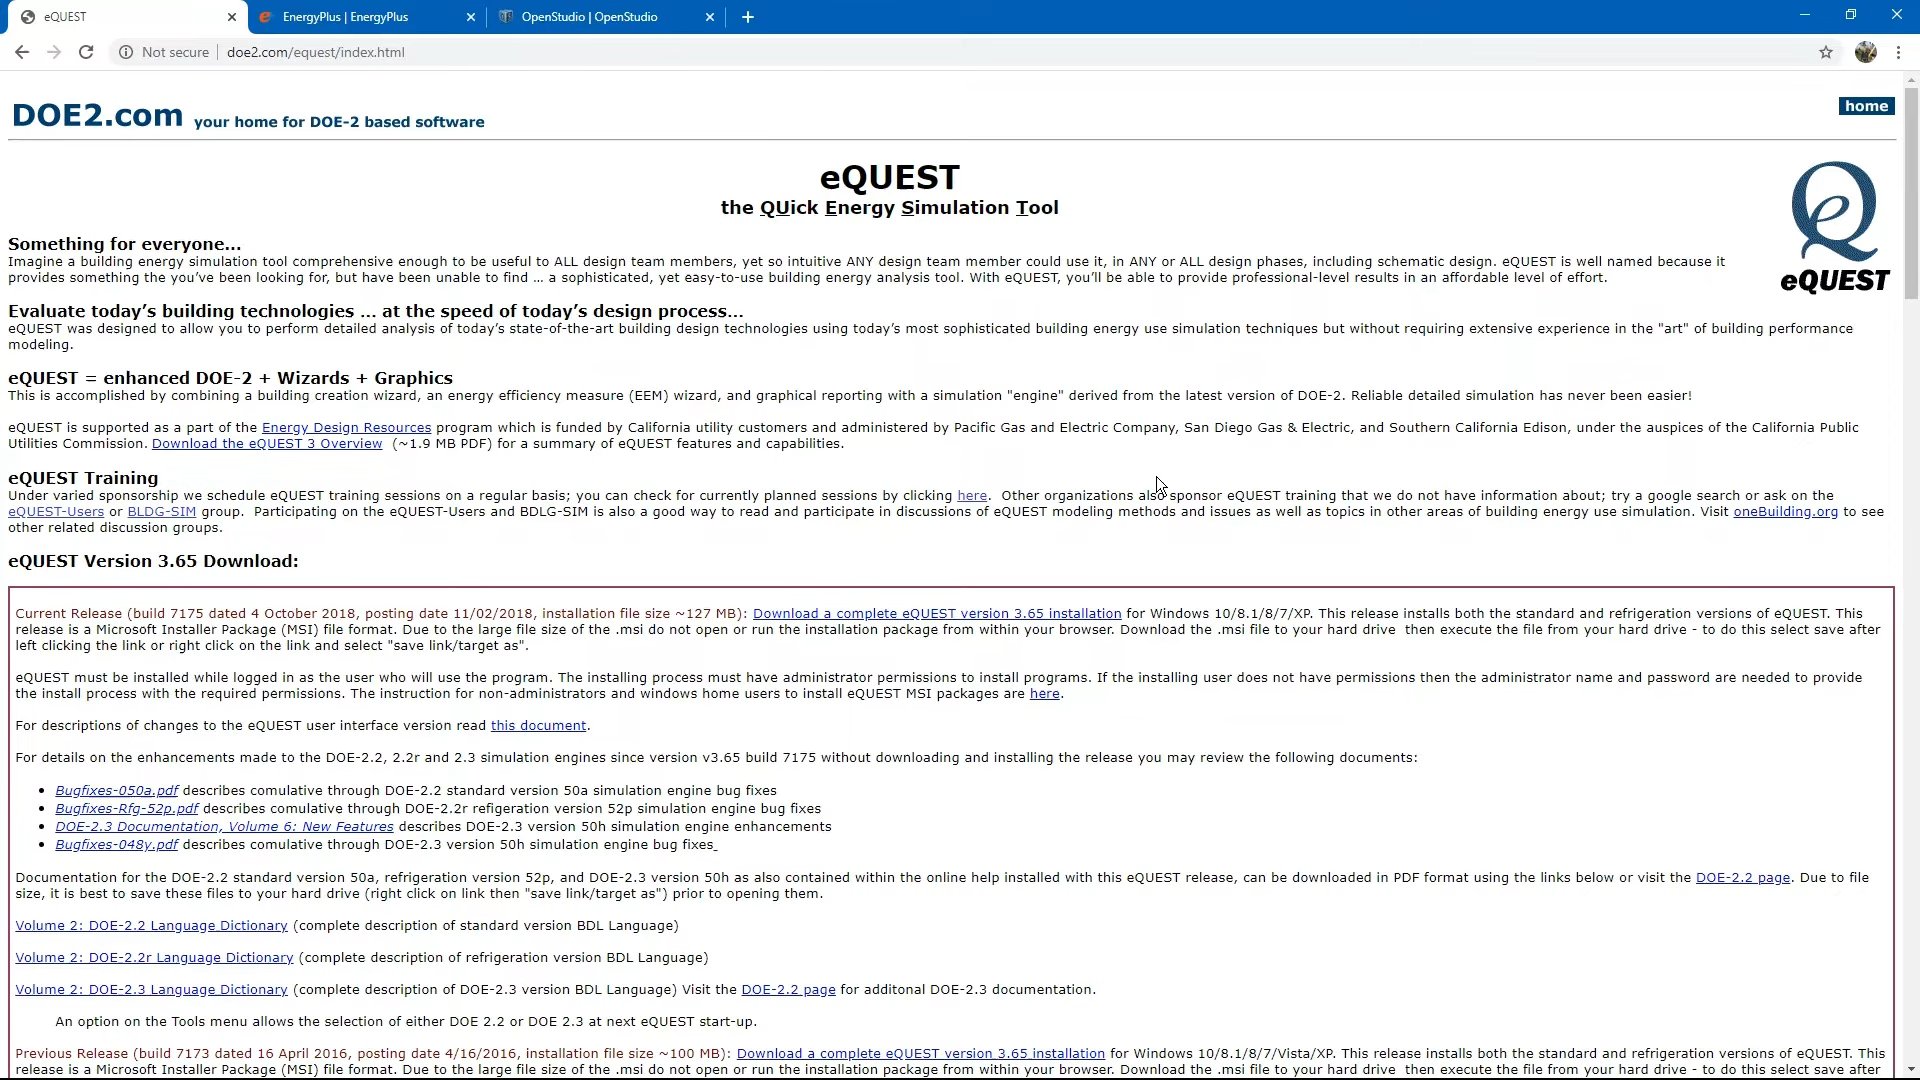 eQUEST
EnergyPlus | EnergyPlus
OpenStudio | OpenStudio
Not secure
doe2.com/equest/index.html
DOE2.com your home for DOE-2 based software
home
eQUEST
the QUick Energy Simulation Tool
eQUEST
Something for everyone...
Imagine a building energy simulation tool comprehensive enough to be useful to ALL design team members, yet so intuitive ANY design team member could use it, in ANY or ALL design phases, including schematic design. eQUEST is well named because it
provides something the you've been looking for, but have been unable to find ... a sophisticated, yet easy-to-use building energy analysis tool. With eQUEST, you'll be able to provide professional-level results in an affordable level of effort.
Evaluate today's building technologies ... at the speed of today's design process...
eQUEST was designed to allow you to perform detailed analysis of today's state-of-the-art building design technologies using today's most sophisticated building energy use simulation techniques but without requiring extensive experience in the "art" of building performance
modeling.
eQUEST = enhanced DOE-2 + Wizards + Graphics
This is accomplished by combining a building creation wizard, an energy efficiency measure (EEM) wizard, and graphical reporting with a simulation "engine" derived from the latest version of DOE-2. Reliable detailed simulation has never been easier!
eQUEST is supported as a part of the Energy Design Resources program which is funded by California utility customers and administered by Pacific Gas and Electric Company, San Diego Gas & Electric, and Southern California Edison, under the auspices of the California Public
Utilities Commission. Download the eQUEST 3 Overview (~1.9 MB PDF) for a summary of eQUEST features and capabilities.
eQUEST Training
Under varied sponsorship we schedule eQUEST training sessions on a regular basis; you can check for currently planned sessions by clicking here. Other organizations also sponsor eQUEST training that we do not have information about; try a google search or ask on the
eQUEST-Users or BLDG-SIM group. Participating on the eQUEST-Users and BDLG-SIM is also a good way to read and participate in discussions of eQUEST modeling methods and issues as well as topics in other areas of building energy use simulation. Visit oneBuilding.org to see
other related discussion groups.
eQUEST Version 3.65 Download:
Current Release (build 7175 dated 4 October 2018, posting date 11/02/2018, installation file size ~127 MB): Download a complete eQUEST version 3.65 installation for Windows 10/8.1/8/7/XP. This release installs both the standard and refrigeration versions of eQUEST. This
release is a Microsoft Installer Package (MSI) file format. Due to the large file size of the .msi do not open or run the installation package from within your browser. Download the .msi file to your hard drive then execute the file from your hard drive - to do this select save after
left clicking the link or right click on the link and select "save link/target as".
eQUEST must be installed while logged in as the user who will use the program. The installing process must have administrator permissions to install programs. If the installing user does not have permissions then the administrator name and password are needed to provide
the install process with the required permissions. The instruction for non-administrators and windows home users to install eQUEST MSI packages are here.
For descriptions of changes to the eQUEST user interface version read this document.
For details on the enhancements made to the DOE-2.2, 2.2r and 2.3 simulation engines since version v3.65 build 7175 without downloading and installing the release you may review the following documents:
• Bugfixes-050a.pdf describes comulative through DOE-2.2 standard version 50a simulation engine bug fixes
• Bugfixes-Rfg-52p.pdf describes comulative through DOE-2.2r refigeration version 52p simulation engine bug fixes
• DOE-2.3 Documentation, Volume 6: New Features describes DOE-2.3 version 50h simulation engine enhancements
• Bugfixes-048y.pdf describes comulative through DOE-2.3 version 50h simulation engine bug fixes
Documentation for the DOE-2.2 standard version 50a, refrigeration version 52p, and DOE-2.3 version 50h as also contained within the online help installed with this eQUEST release, can be downloaded in PDF format using the links below or visit the DOE-2.2 page. Due to file
size, it is best to save these files to your hard drive (right click on link then "save link/target as") prior to opening them.
Volume 2: DOE-2.2 Language Dictionary (complete description of standard version BDL Language)
Volume 2: DOE-2.2r Language Dictionary (complete description of refrigeration version BDL Language)
Volume 2: DOE-2.3 Language Dictionary (complete description of DOE-2.3 version BDL Language) Visit the DOE-2.2 page for additonal DOE-2.3 documentation.
An option on the Tools menu allows the selection of either DOE 2.2 or DOE 2.3 at next eQUEST start-up.
Previous Release (build 7173 dated 16 April 2016, posting date 4/16/2016, installation file size ~100 MB): Download a complete eQUEST version 3.65 installation for Windows 10/8.1/8/7/Vista/XP. This release installs both the standard and refrigeration versions of eQUEST. This
release is a Microsoft Installer Package (MSI) file format. Due to the large file size of the .msi do not open or run the installation package from within your browser. Download the .msi file to your hard drive then execute the file from your hard drive - to do this select save after